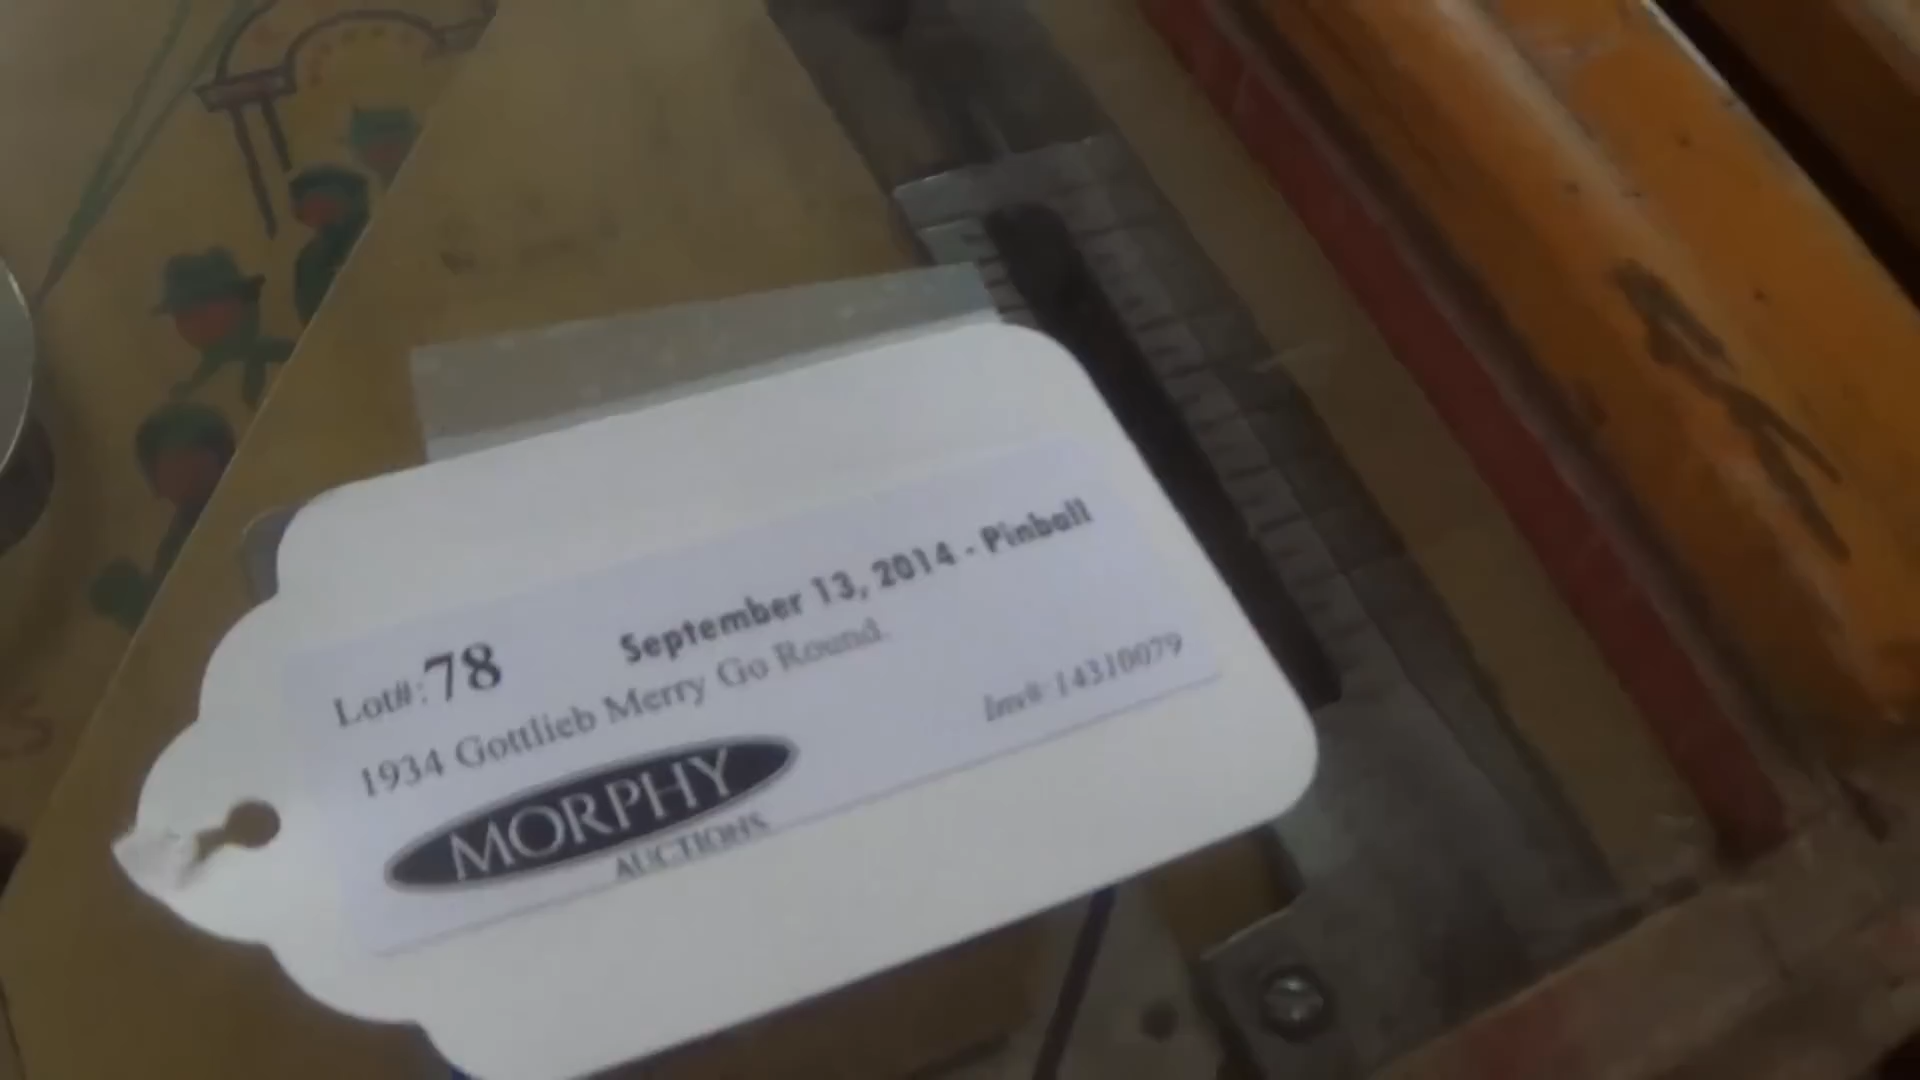 Lot#: 78
September 13, 2014 - Pinball
1934 Gottlieb Merry Go Round.
Inv#: 14310079
MORPHY
AUCTIONS